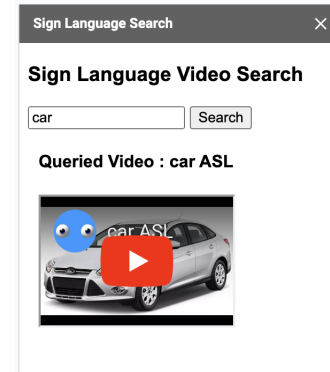 Sign Language Search
Sign Language Video Search
car
Search
Queried Video : car ASL
car ASL